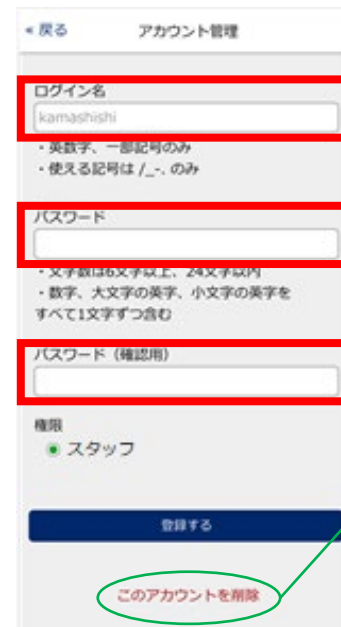 < 戻る アカウント管理
ログイン名
kamashishi
・英数字、一部記号のみ
・使える記号は /_-. のみ
パスワード
・文字数は6文字以上、24文字以内
・数字、大文字の英字、小文字の英字を
すべて1文字ずつ含む
パスワード（確認用）
権限
スタッフ
登録する
このアカウントを削除